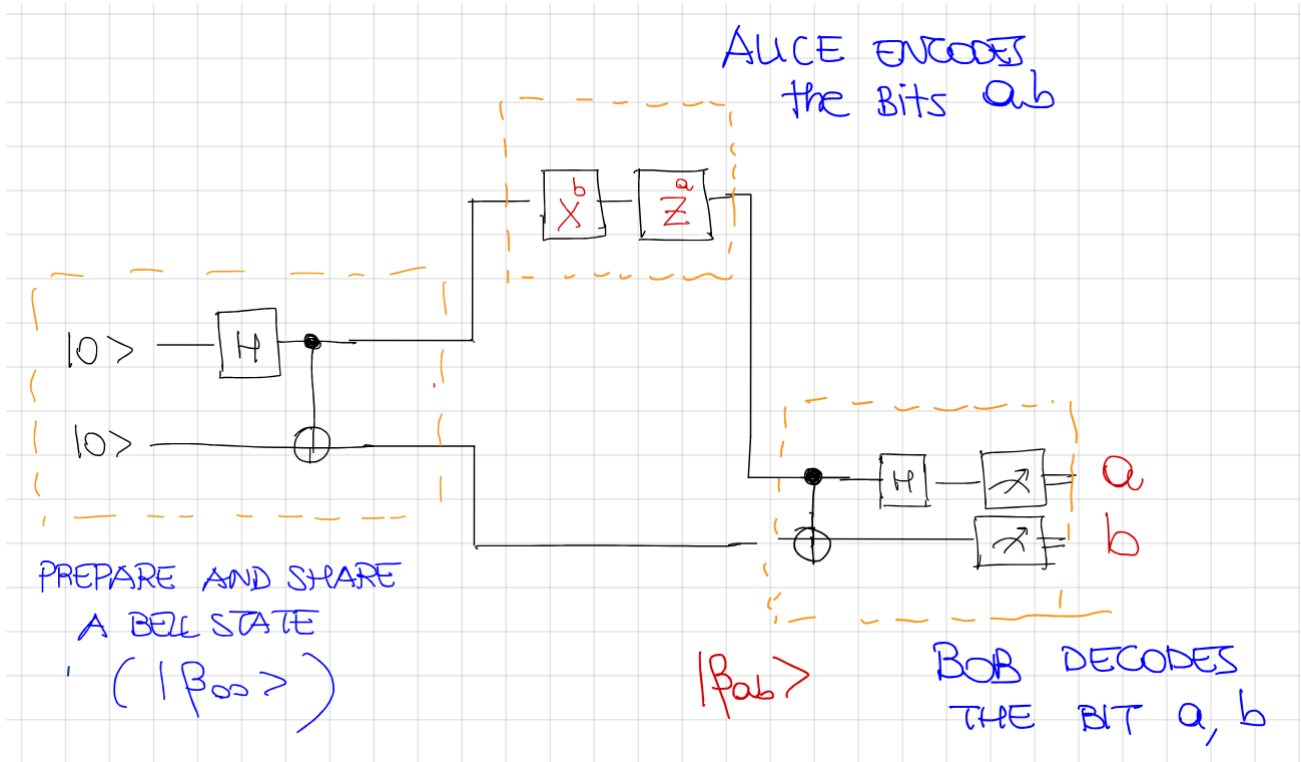 ALICE ENCODES
the BITS ab
X^b
Z^a
|0>
H
|0>
H
a
b
PREPARE AND SHARE
A BELL STATE
(|β00>)
|βab>
BOB DECODES
THE BIT a, b